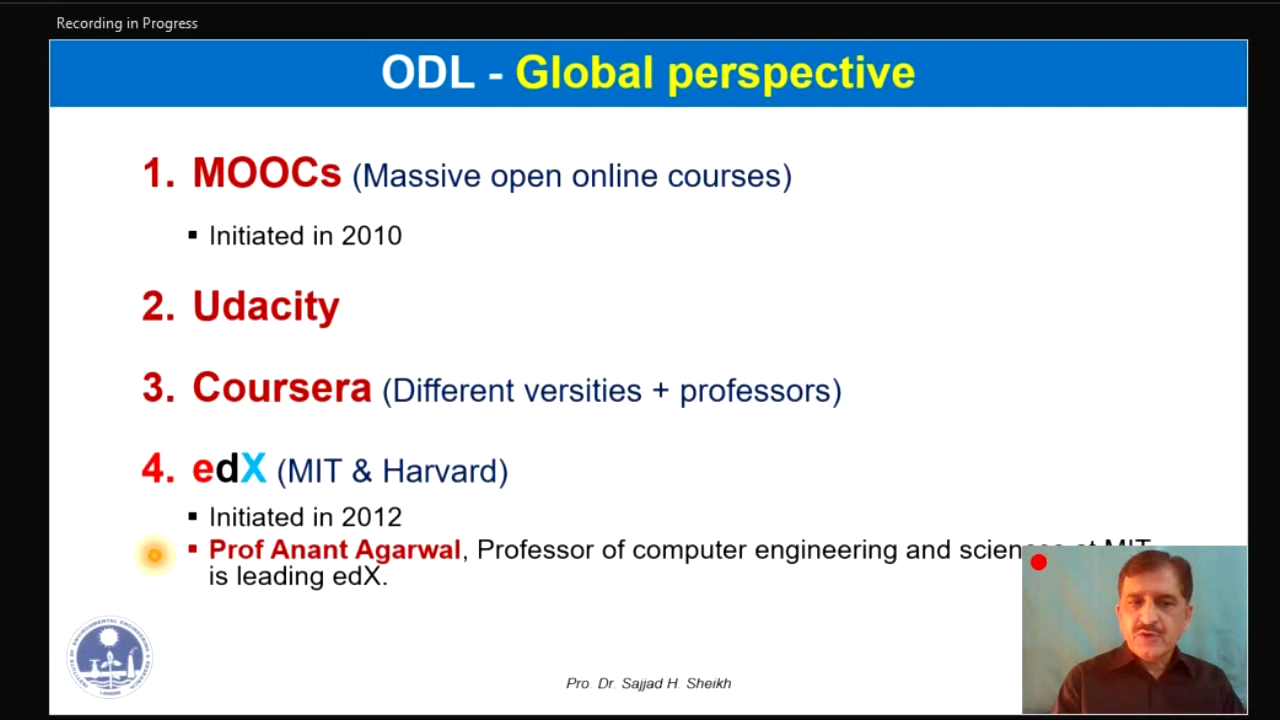 Recording in Progress
ODL - Global perspective
1. MOOCs (Massive open online courses)
▪ Initiated in 2010
2. Udacity
3. Coursera (Different versities + professors)
4. edX (MIT & Harvard)
▪ Initiated in 2012
▪ Prof Anant Agarwal, Professor of computer engineering and science at MIT
is leading edX.
Pro. Dr. Sajjad H. Sheikh